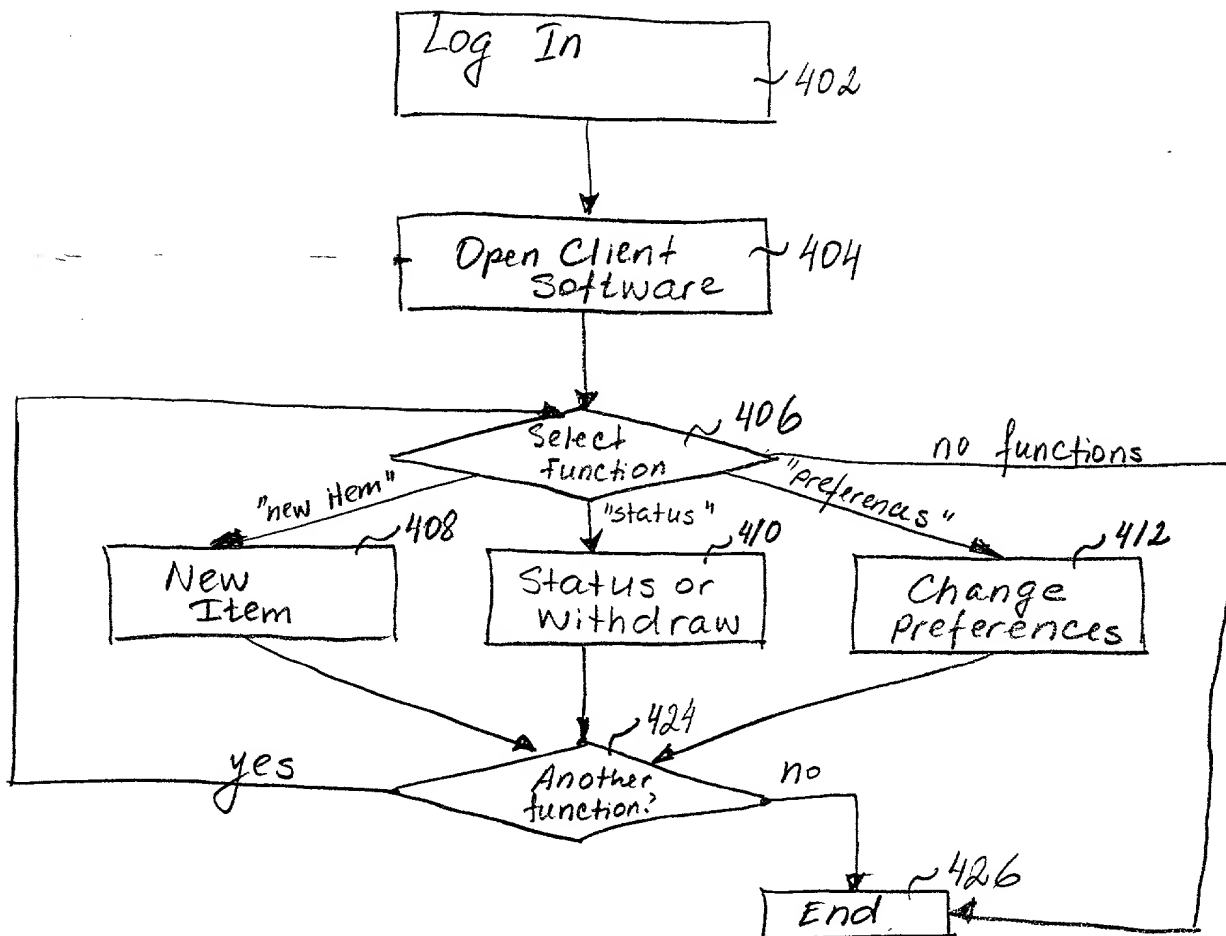 Log In
402
Open Client
Software
404
406
Select
Function
no functions
"new item"
"status"
"preferences"
408
410
412
New
Item
Status or
Withdraw
Change
Preferences
424
yes
Another
function?
no
426
End